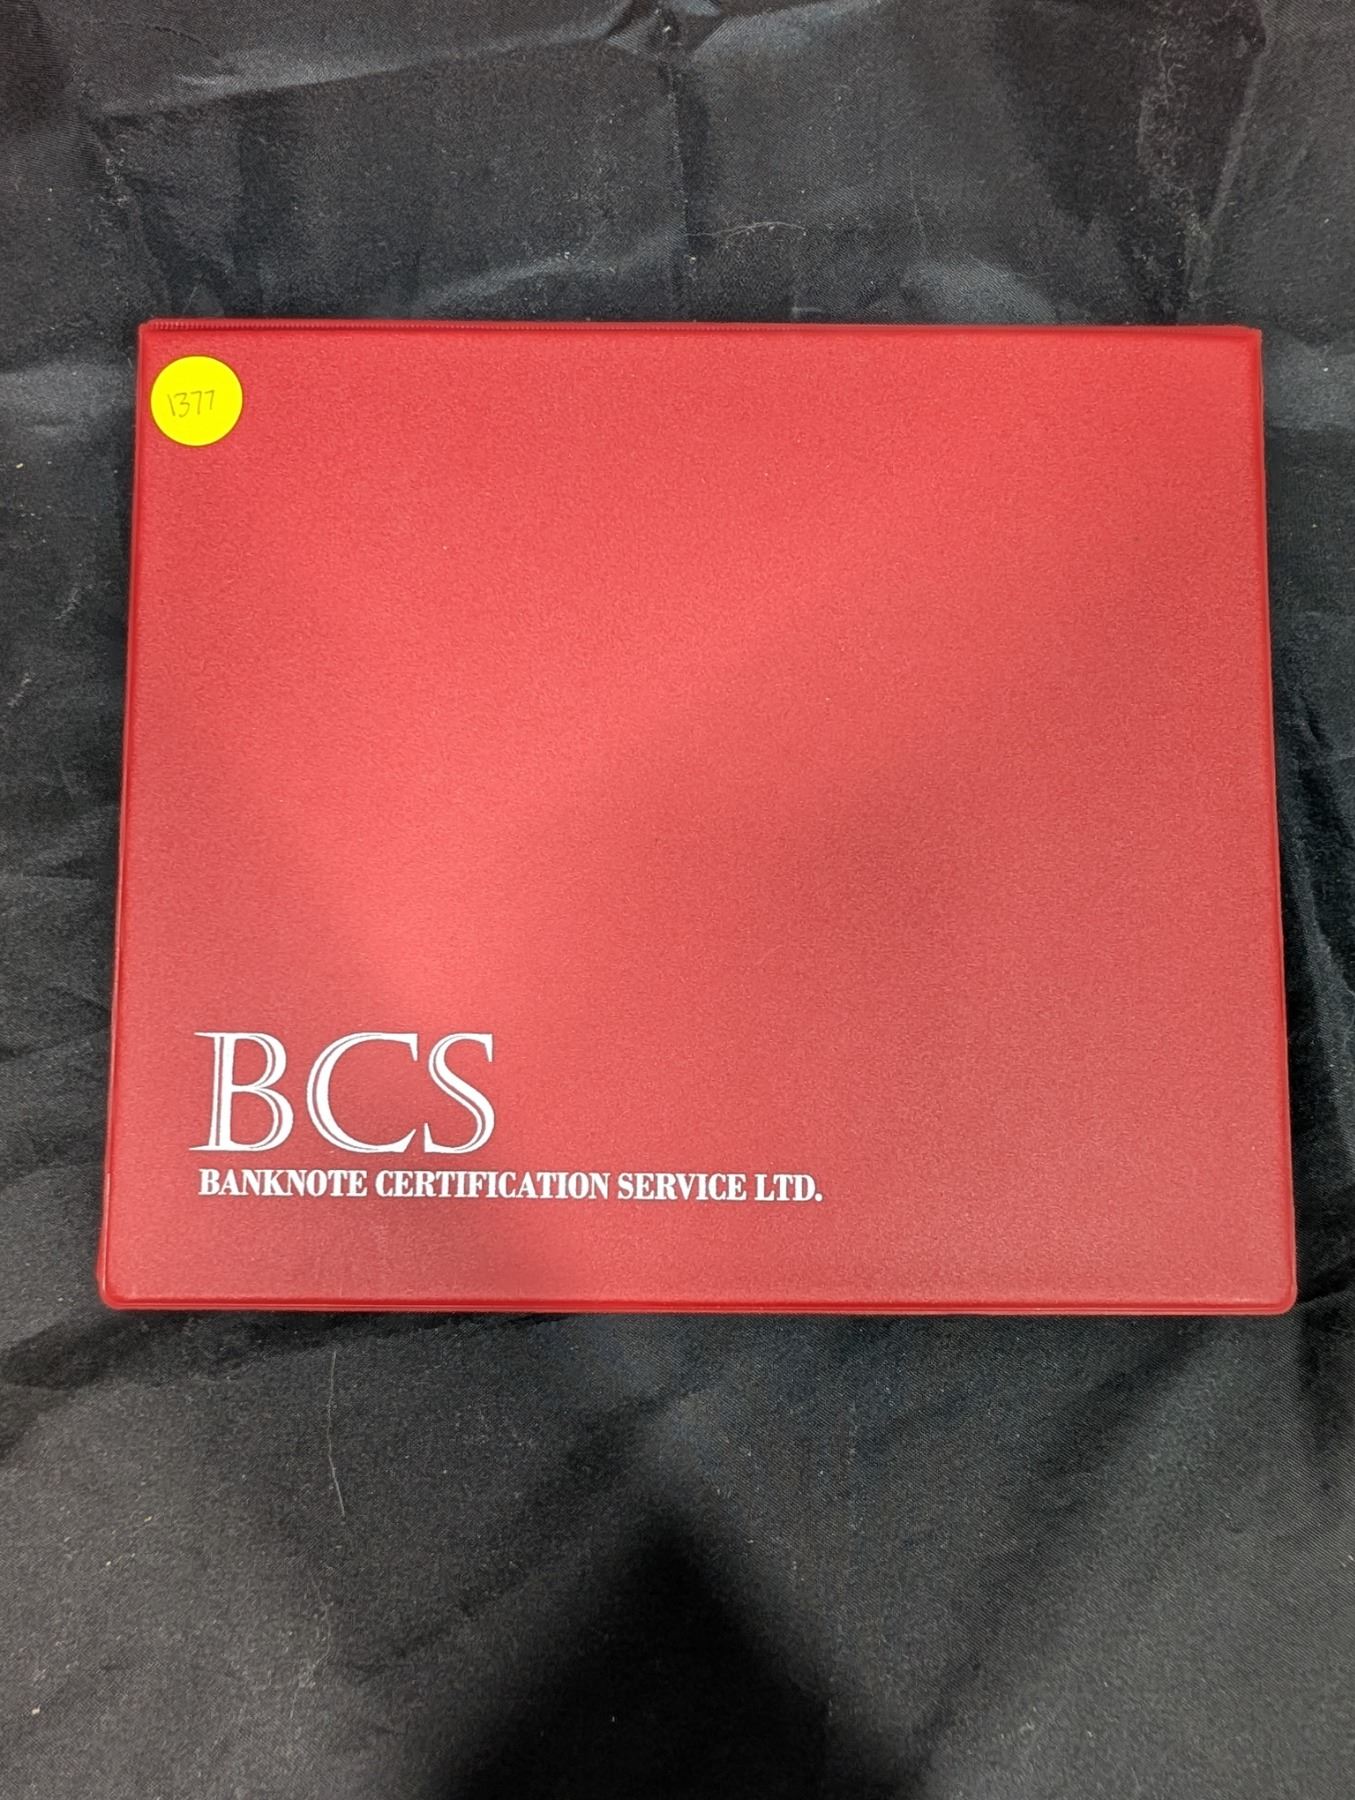 1377
BCS
BANKNOTE CERTIFICATION SERVICE LTD.